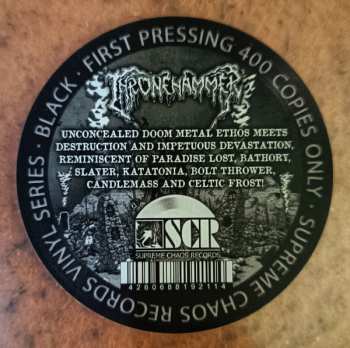 SUPREME CHAOS RECORDS VINYL SERIES · BLACK · FIRST PRESSING 400 COPIES ONLY ·
THRONEHAMMER
UNCONCEALED DOOM METAL ETHOS MEETS
DESTRUCTION AND IMPETUOUS DEVASTATION,
REMINISCENT OF PARADISE LOST, BATHORY,
SLAYER, KATATONIA, BOLT THROWER,
CANDLEMASS AND CELTIC FROST!
SCR
SUPREME CHAOS RECORDS
4260688192114